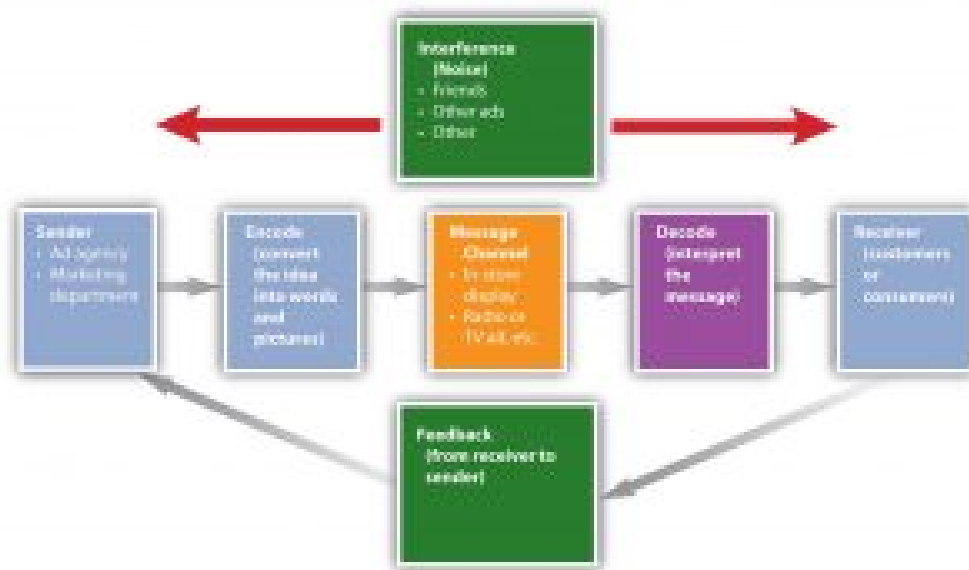 Interference
(Noise)
• Friends
• Other ads
• Other
Sender
• Ad agency
• Marketing
department
Encode
(convert
the idea
into words
and
pictures)
Message
Channel
• In-store
display
• Radio or
TV ad, etc.
Decode
(interpret
the
message)
Receiver
(customers
or
consumers)
Feedback
(from receiver to
sender)